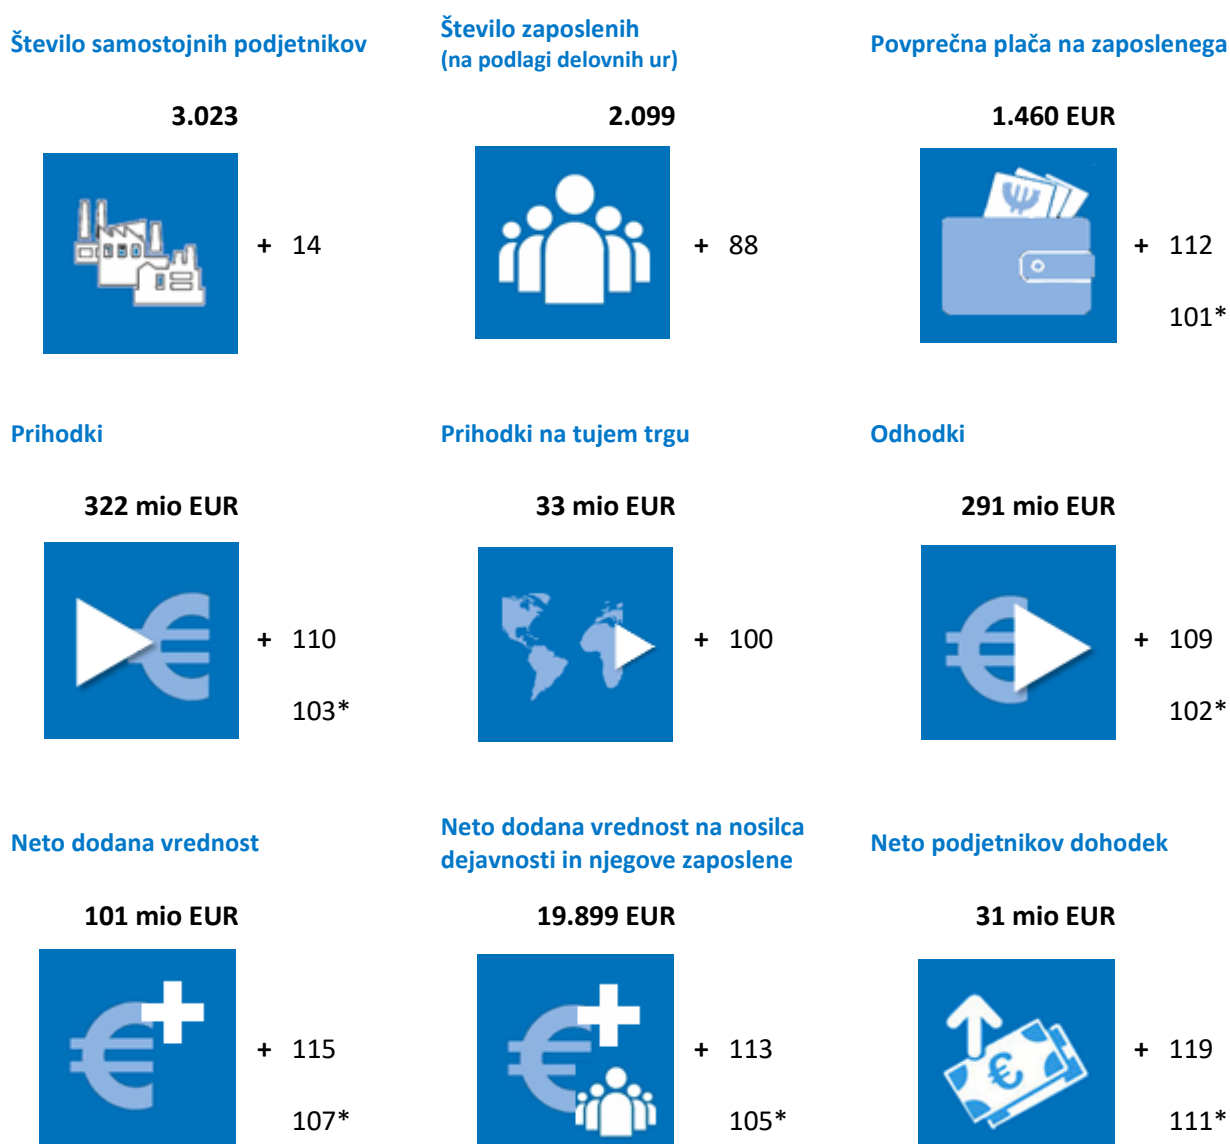 Število samostojnih podjetnikov
Število zaposlenih
(na podlagi delovnih ur)
Povprečna plača na zaposlenega
3.023
2.099
1.460 EUR
+ 14
+ 88
+ 112
101*
Prihodki
Prihodki na tujem trgu
Odhodki
322 mio EUR
33 mio EUR
291 mio EUR
+ 110
+ 100
+ 109
103*
102*
Neto dodana vrednost
Neto dodana vrednost na nosilca
dejavnosti in njegove zaposlene
Neto podjetnikov dohodek
101 mio EUR
19.899 EUR
31 mio EUR
+ 115
+ 113
+ 119
107*
105*
111*